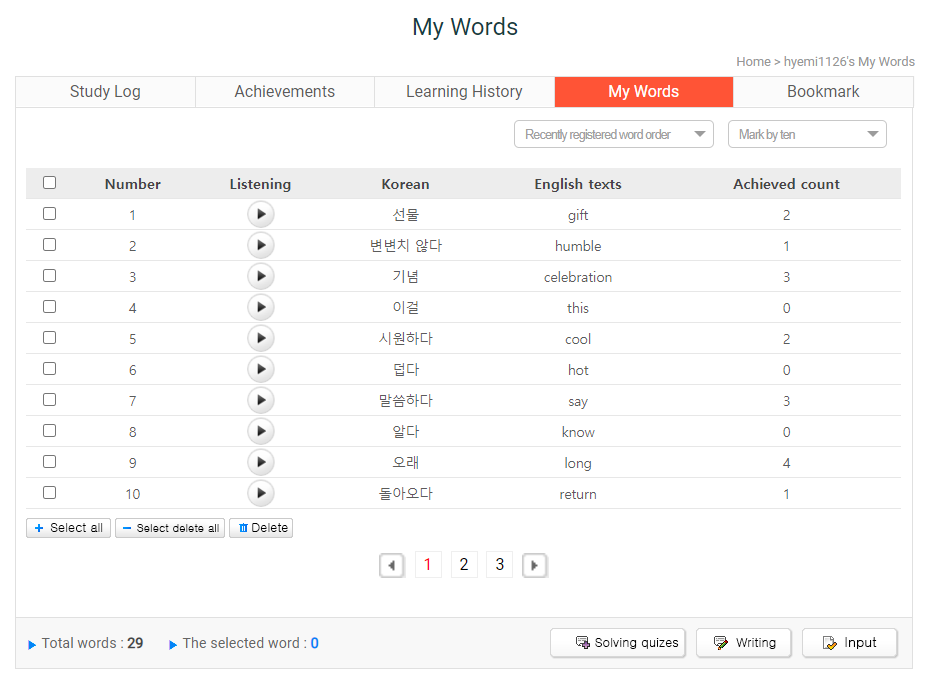 My Words
Home > hyemi1126's My Words
Study Log Achievements Learning History My Words Bookmark
Recently registered word order Mark by ten
Number Listening Korean English texts Achieved count
1 선물 gift 2
2 변변치 않다 humble 1
3 기념 celebration 3
4 이걸 this 0
5 시원하다 cool 2
6 덥다 hot 0
7 말씀하다 say 3
8 알다 know 0
9 오래 long 4
10 돌아오다 return 1
Select all Select delete all Delete
1 2 3
Total words : 29 The selected word : 0 Solving quizes Writing Input